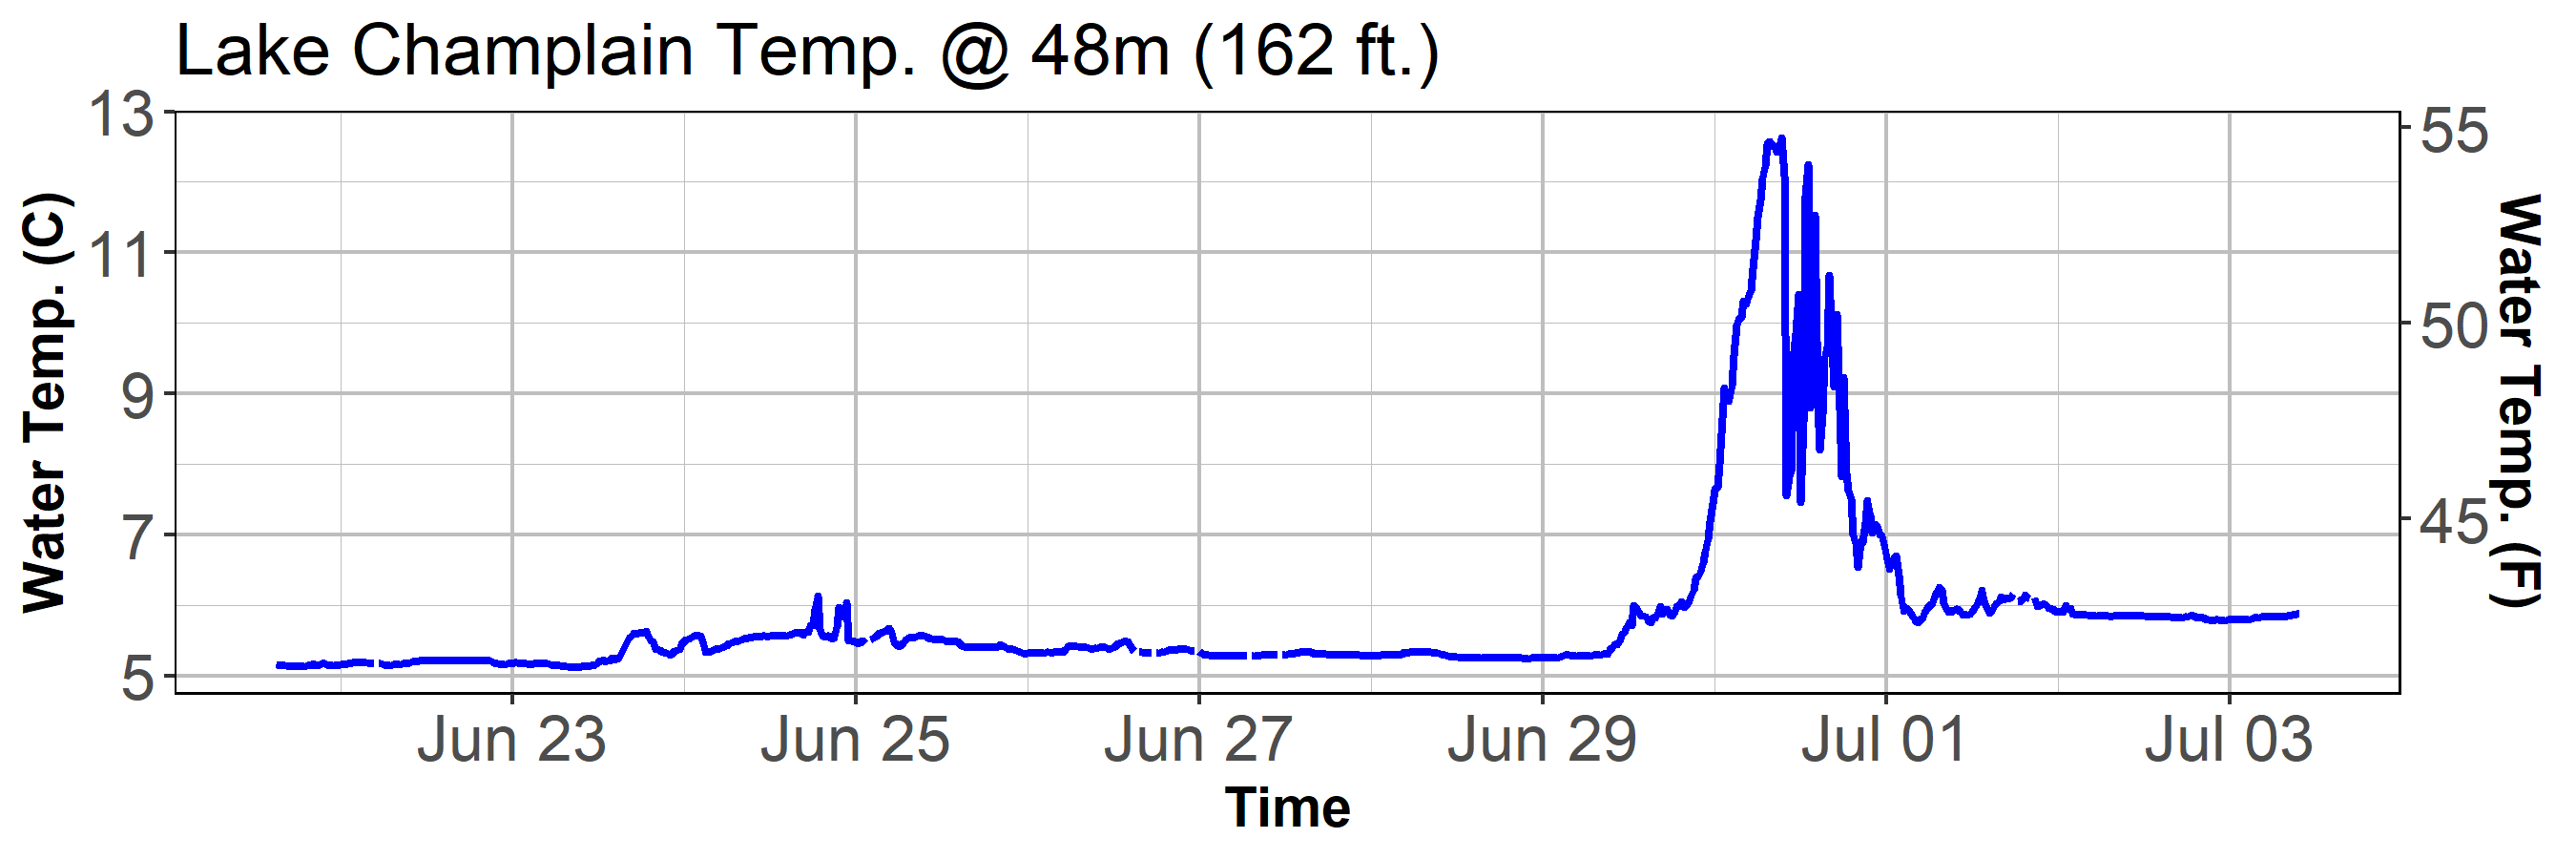 Lake Champlain Temp. @ 48m (162 ft.)
Water Temp. (C)
13
11
9
7
5
55
50
45
Water Temp. (F)
Jun 23 Jun 25 Jun 27 Jun 29 Jul 01 Jul 03
Time